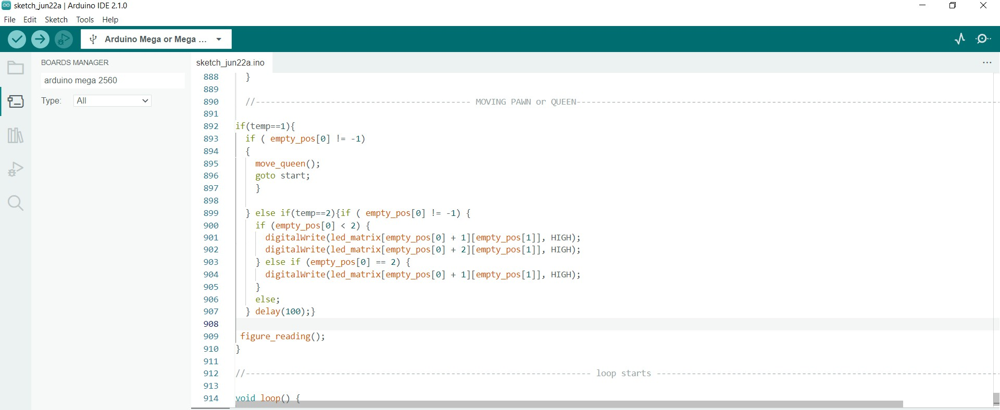 sketch_jun22a | Arduino IDE 2.1.0
File Edit Sketch Tools Help
Arduino Mega or Mega ...
BOARDS MANAGER
arduino mega 2560
Type: All
sketch_jun22a.ino
888 }
889
890 //------------------------------------------- MOVING PAWN or QUEEN------------------------------------------------------------------------------------
891
892 if(temp==1){
893 if ( empty_pos[0] != -1)
894 {
895 move_queen();
896 goto start;
897 }
898
899 } else if(temp==2){if ( empty_pos[0] != -1) {
900 if (empty_pos[0] < 2) {
901 digitalWrite(led_matrix[empty_pos[0] + 1][empty_pos[1]], HIGH);
902 digitalWrite(led_matrix[empty_pos[0] + 2][empty_pos[1]], HIGH);
903 } else if (empty_pos[0] == 2) {
904 digitalWrite(led_matrix[empty_pos[0] + 1][empty_pos[1]], HIGH);
905 }
906 else;
907 } delay(100);}
908
909 figure_reading();
910 }
911
912 //--------------------------------------------------------------------- loop starts --------------------------------------------------------------------
913
914 void loop() {